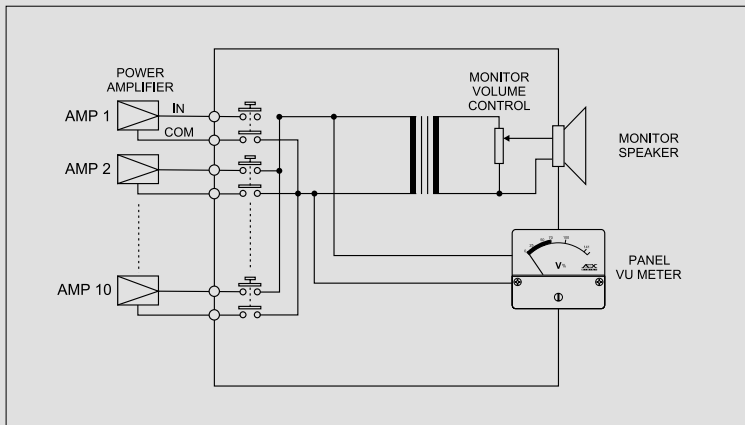 POWER
AMPLIFIER
AMP 1
IN
COM
AMP 2
AMP 10
MONITOR
VOLUME
CONTROL
MONITOR
SPEAKER
V%
PANEL
VU METER